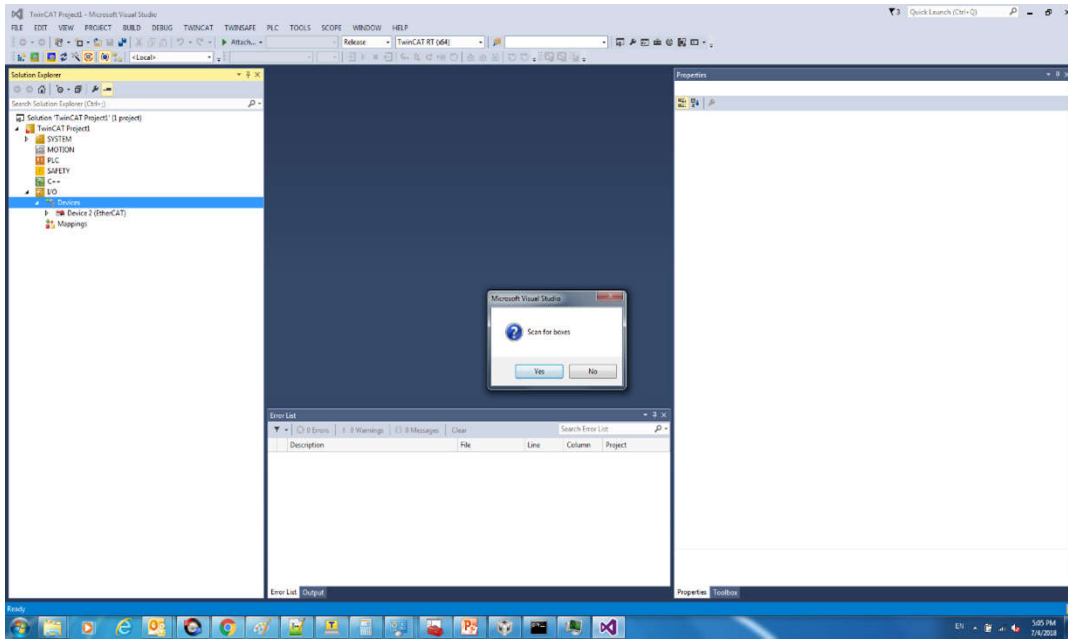 TwinCAT Project1 - Microsoft Visual Studio
3
Quick Launch (Ctrl+Q)
FILE EDIT VIEW PROJECT BUILD DEBUG TWINCAT TWINSAFE PLC TOOLS SCOPE WINDOW HELP
Attach... Release TwinCAT RT (x64)
<Local>
Solution Explorer
Search Solution Explorer (Ctrl+;)
Solution 'TwinCAT Project1' (1 project)
TwinCAT Project1
SYSTEM
MOTION
PLC
SAFETY
C++
I/O
Devices
Device 2 (EtherCAT)
Mappings
Microsoft Visual Studio
Scan for boxes
Yes No
Error List
0 Errors 0 Warnings 0 Messages Clear Search Error List
Description File Line Column Project
Error List Output
Properties
Properties Toolbox
Ready
EN
5:05 PM
7/4/2018